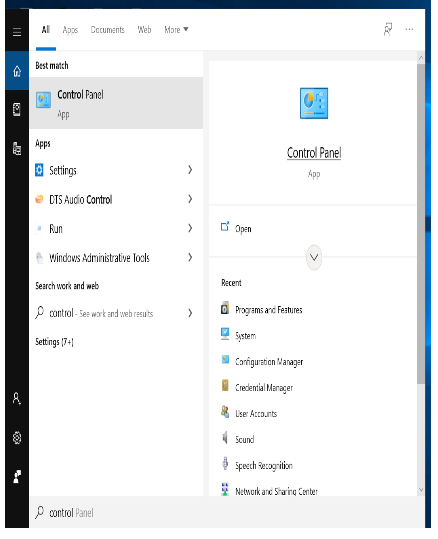 All Apps Documents Web More
Best match
Control Panel
App
Apps
Settings
DTS Audio Control
Run
Windows Administrative Tools
Search work and web
control - See work and web results
Settings (7+)
Control Panel
App
Open
Recent
Programs and Features
System
Configuration Manager
Credential Manager
User Accounts
Sound
Speech Recognition
Network and Sharing Center
control Panel